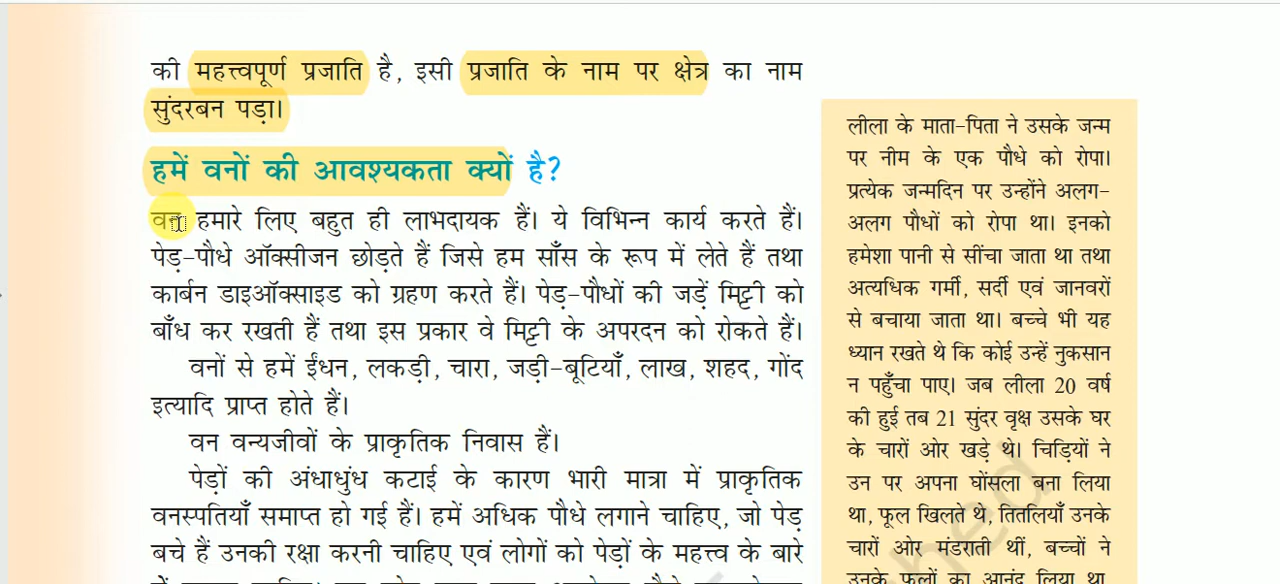 की महत्त्वपूर्ण प्रजाति है, इसी प्रजाति के नाम पर क्षेत्र का नाम
सुंदरबन पड़ा।
हमें वनों की आवश्यकता क्यों है?
वन हमारे लिए बहुत ही लाभदायक हैं। ये विभिन्न कार्य करते हैं।
पेड़-पौधे ऑक्सीजन छोड़ते हैं जिसे हम साँस के रूप में लेते हैं तथा
कार्बन डाइऑक्साइड को ग्रहण करते हैं। पेड़-पौधों की जड़ें मिट्टी को
बाँध कर रखती हैं तथा इस प्रकार वे मिट्टी के अपरदन को रोकते हैं।
वनों से हमें ईंधन, लकड़ी, चारा, जड़ी-बूटियाँ, लाख, शहद, गोंद
इत्यादि प्राप्त होते हैं।
वन वन्यजीवों के प्राकृतिक निवास हैं।
पेड़ों की अंधाधुंध कटाई के कारण भारी मात्रा में प्राकृतिक
वनस्पतियाँ समाप्त हो गई हैं। हमें अधिक पौधे लगाने चाहिए, जो पेड़
बचे हैं उनकी रक्षा करनी चाहिए एवं लोगों को पेड़ों के महत्त्व के बारे
लीला के माता-पिता ने उसके जन्म
पर नीम के एक पौधे को रोपा।
प्रत्येक जन्मदिन पर उन्होंने अलग-
अलग पौधों को रोपा था। इनको
हमेशा पानी से सींचा जाता था तथा
अत्यधिक गर्मी, सर्दी एवं जानवरों
से बचाया जाता था। बच्चे भी यह
ध्यान रखते थे कि कोई उन्हें नुकसान
न पहुँचा पाए। जब लीला 20 वर्ष
की हुई तब 21 सुंदर वृक्ष उसके घर
के चारों ओर खड़े थे। चिड़ियों ने
उन पर अपना घोंसला बना लिया
था, फूल खिलते थे, तितलियाँ उनके
चारों ओर मंडराती थीं, बच्चों ने
उनके फलों का आनंद लिया था